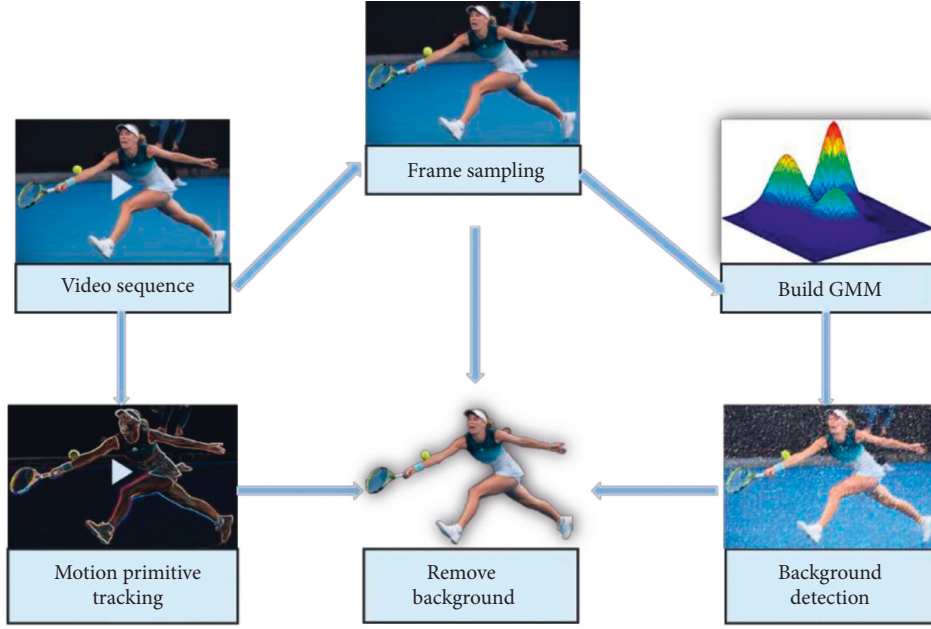 Frame sampling
Video sequence
Build GMM
Motion primitive
tracking
Remove
background
Background
detection